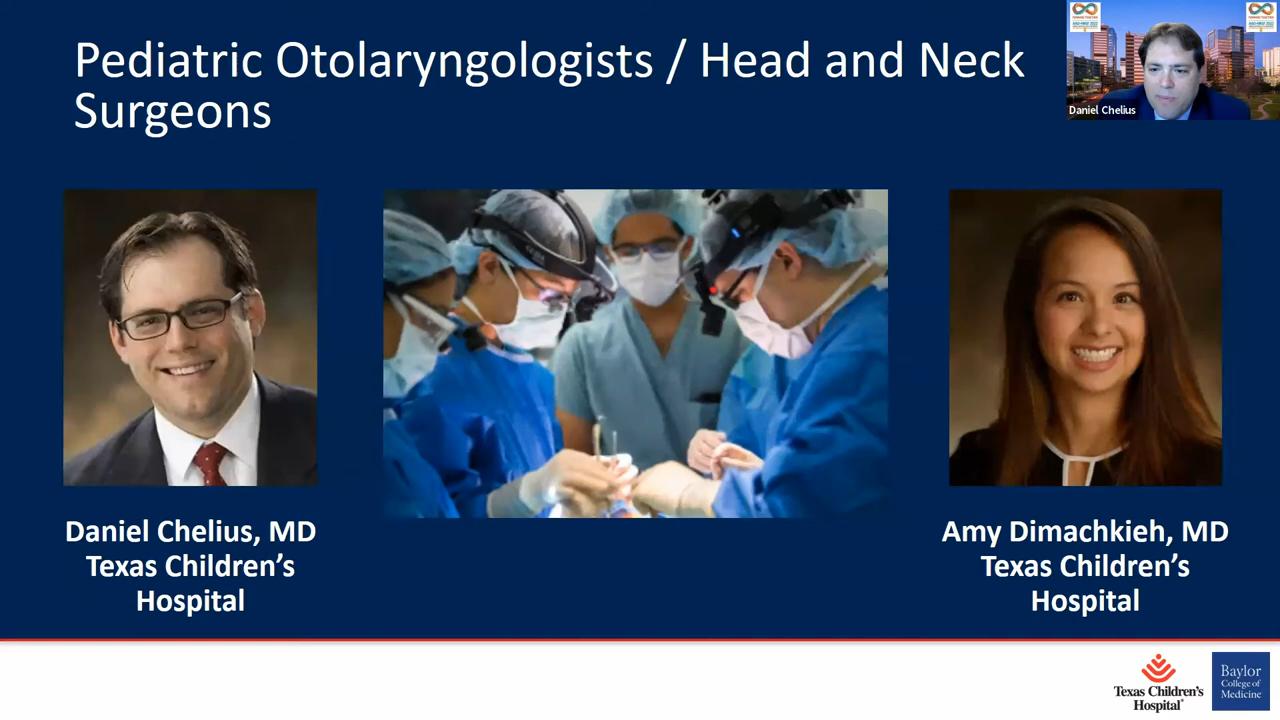 Pediatric Otolaryngologists / Head and Neck
Surgeons
Daniel Chelius
Daniel Chelius, MD
Texas Children's
Hospital
Amy Dimachkieh, MD
Texas Children's
Hospital
Texas Children's
Hospital
Baylor
College of
Medicine